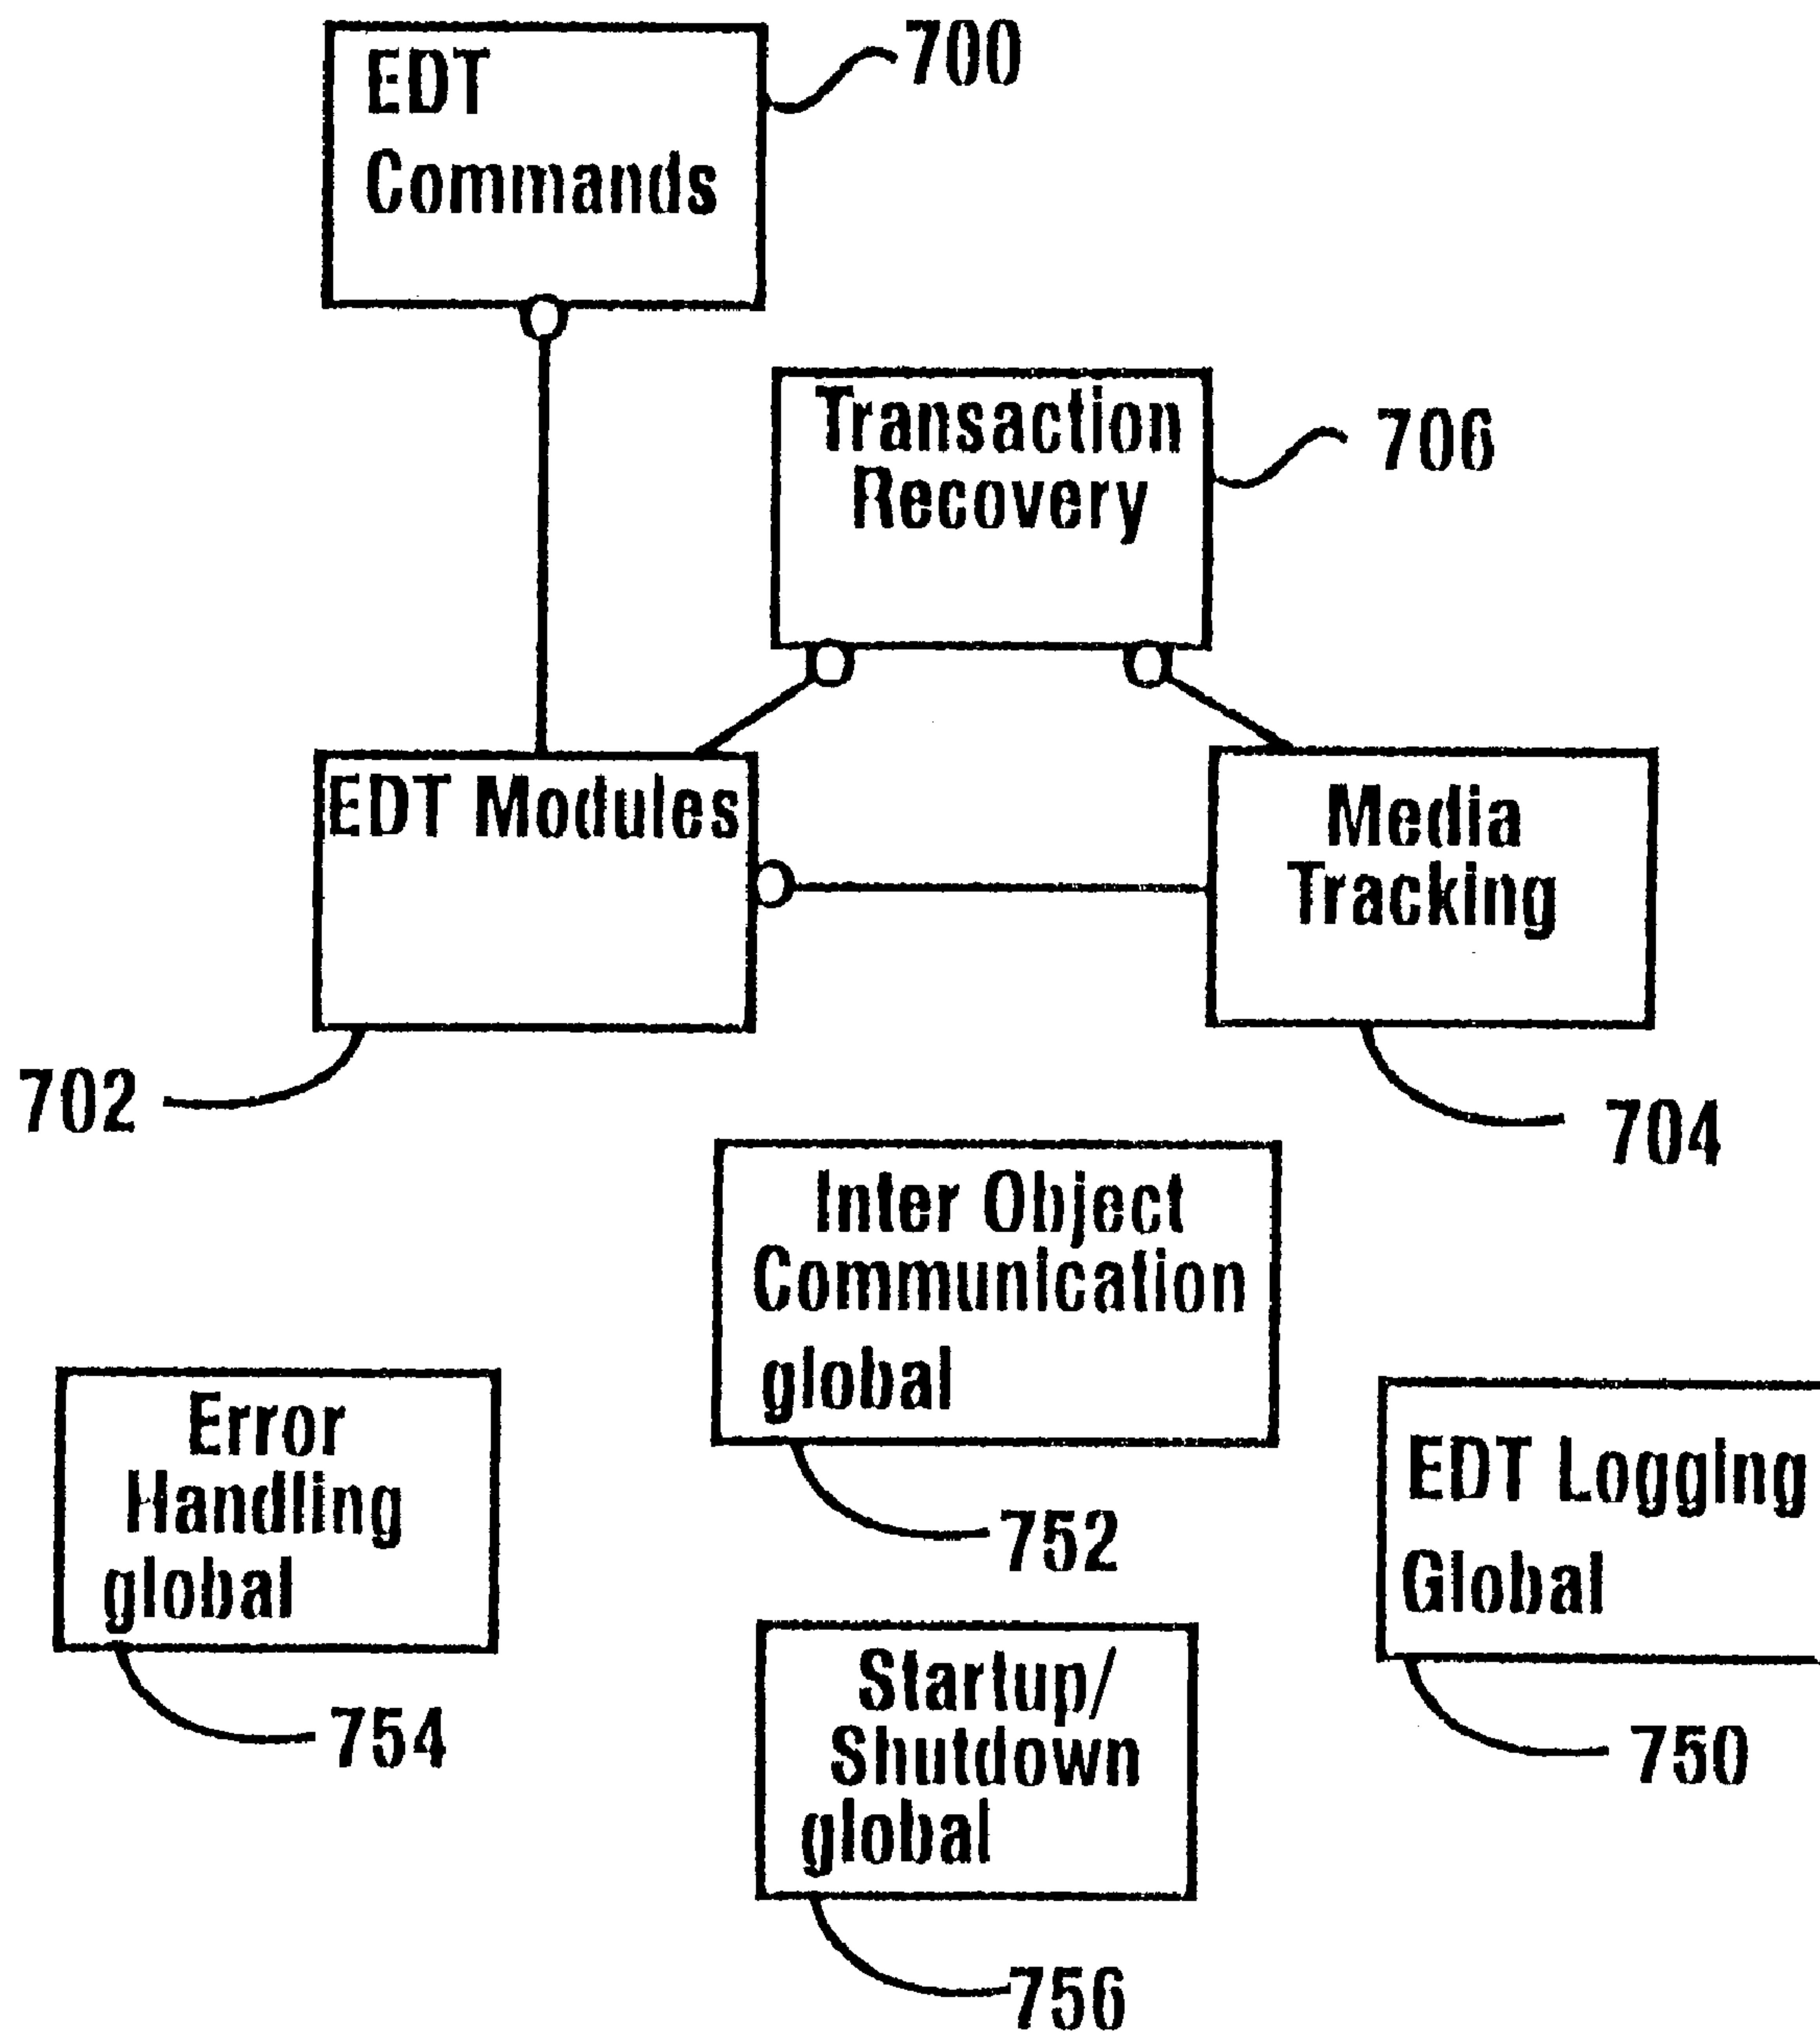 EDT
Commands
700
Transaction
Recovery
706
EDT Modules
702
Media
Tracking
704
Inter Object
Communication
global
752
Error
Handling
global
754
EDT Logging
Global
750
Startup/
Shutdown
global
756